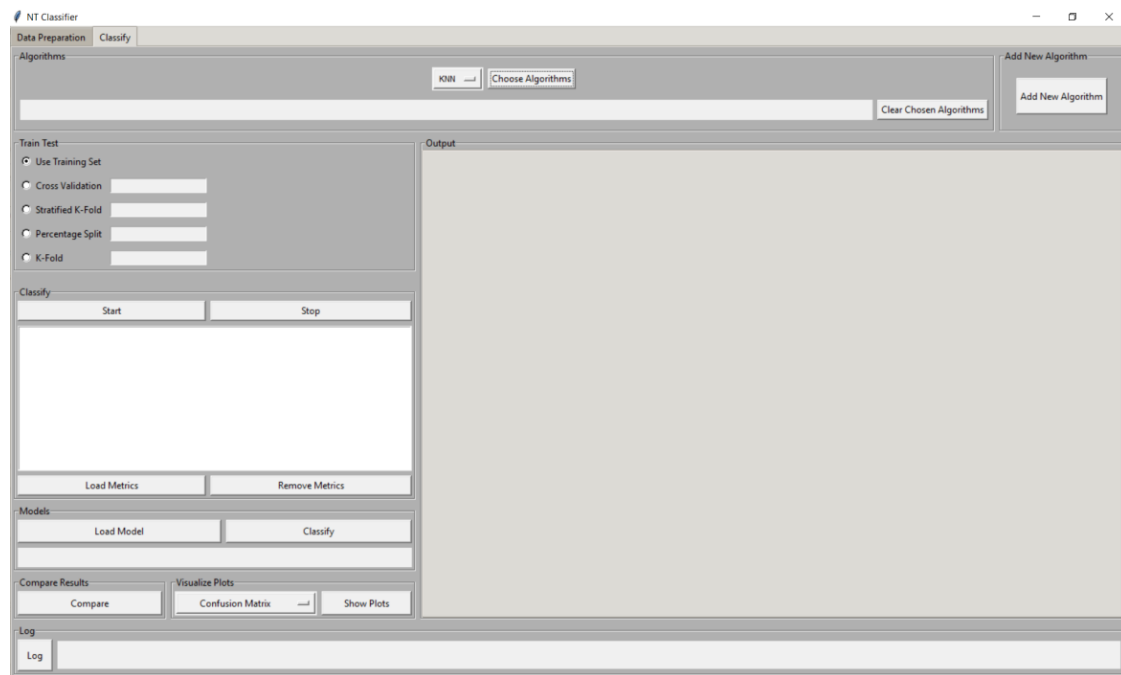 NT Classifier
Data Preparation Classify
Algorithms
KNN Choose Algorithms
Clear Chosen Algorithms
Add New Algorithm
Add New Algorithm
Train Test
Use Training Set
Cross Validation
Stratified K-Fold
Percentage Split
K-Fold
Output
Classify
Start Stop
Load Metrics Remove Metrics
Models
Load Model Classify
Compare Results
Compare
Visualize Plots
Confusion Matrix Show Plots
Log
Log